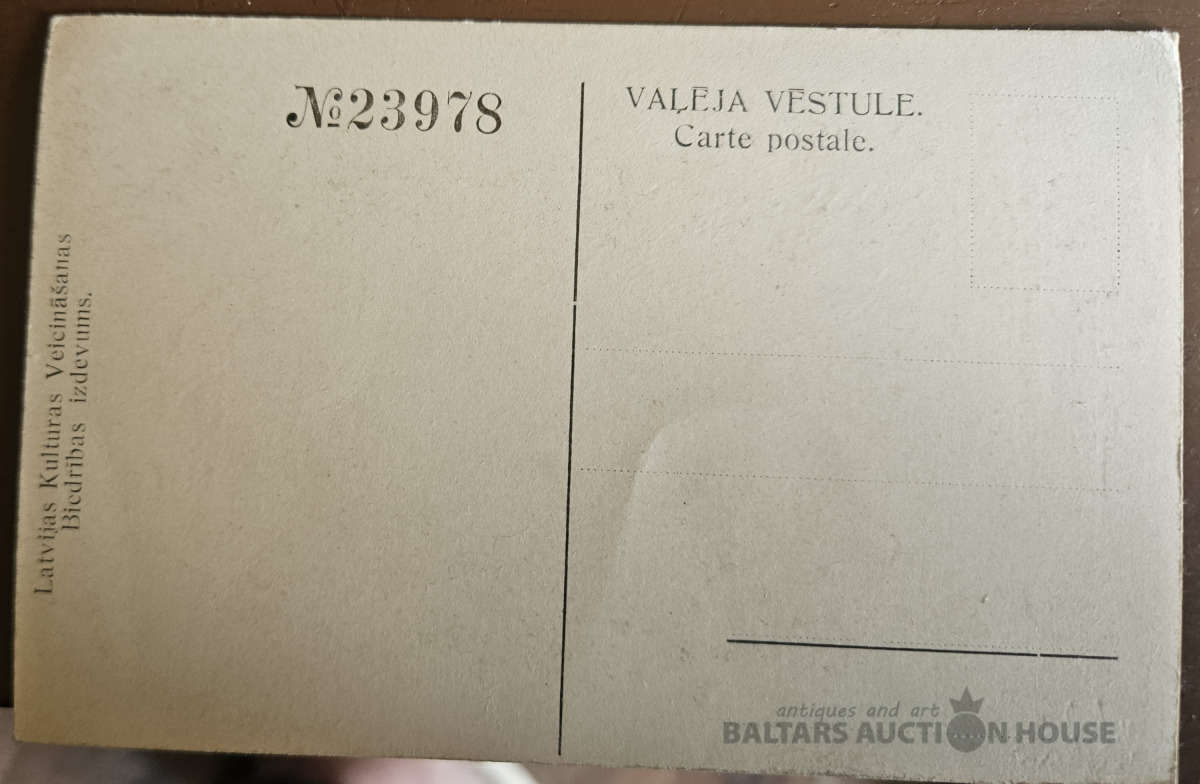 №23978
VAĻĒJA VĒSTULE.
Carte postale.
Latvijas Kulturas Veicināšanas
Biedrības izdevums.
antiques and art
BALTARS AUCTION HOUSE